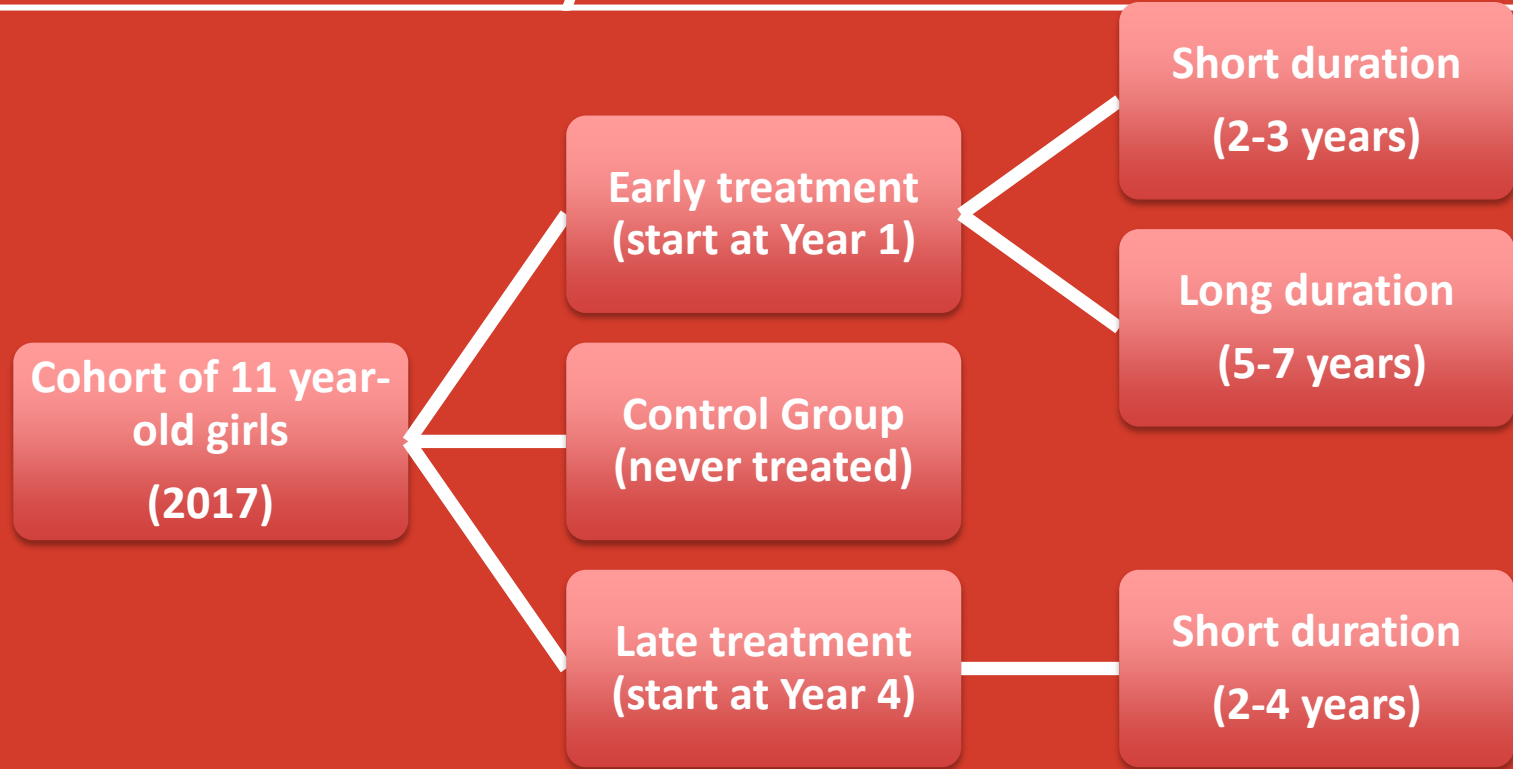 Cohort of 11 year-
old girls
(2017)
Early treatment
(start at Year 1)
Short duration
(2-3 years)
Long duration
(5-7 years)
Control Group
(never treated)
Late treatment
(start at Year 4)
Short duration
(2-4 years)